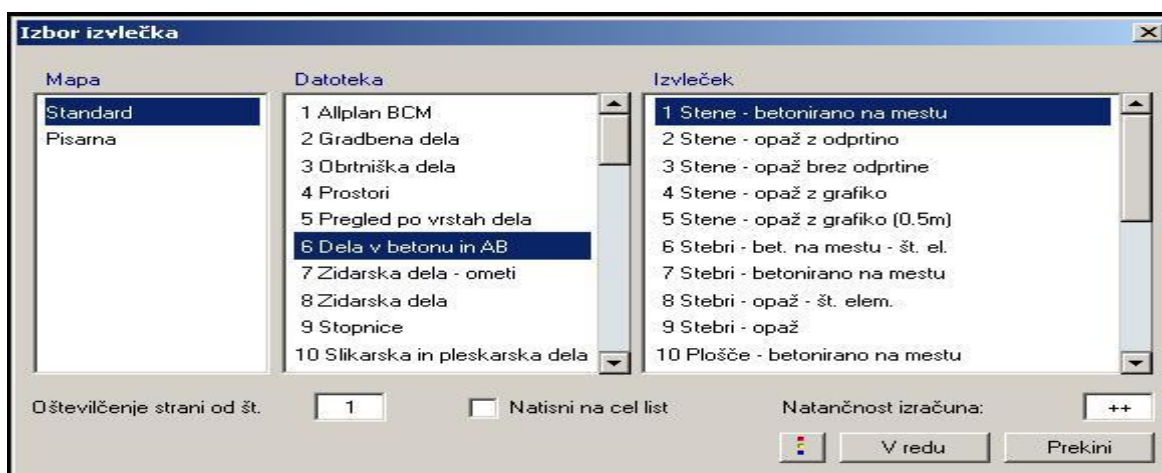 Izbor izvlečka
Mapa
Standard
Pisarna
Datoteka
1 Allplan BCM
2 Gradbena dela
3 Obrtniška dela
4 Prostori
5 Pregled po vrstah dela
6 Dela v betonu in AB
7 Zidarska dela - ometi
8 Zidarska dela
9 Stopnice
10 Slikarska in pleskarska dela
Izvleček
1 Stene - betonirano na mestu
2 Stene - opaž z odprtino
3 Stene - opaž brez odprtine
4 Stene - opaž z grafiko
5 Stene - opaž z grafiko (0.5m)
6 Stebri - bet. na mestu - št. el.
7 Stebri - betonirano na mestu
8 Stebri - opaž - št. elem.
9 Stebri - opaž
10 Plošče - betonirano na mestu
Oštevilčenje strani od št. 1
Natisni na cel list
Natančnost izračuna: ++
V redu
Prekini